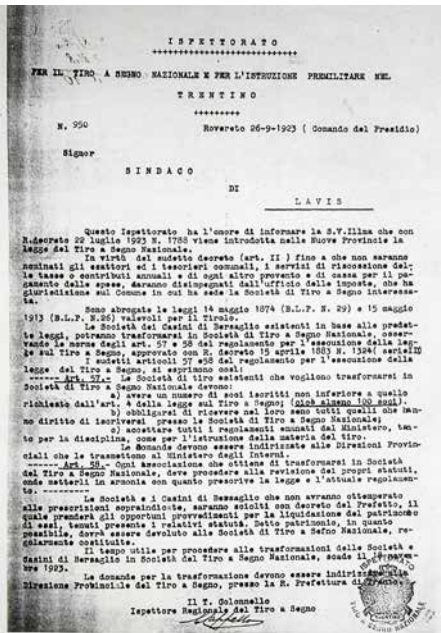 ISPETTORATO
++++++++++++++++++++++++++
PER IL TIRO A SEGNO NAZIONALE E PER L'ISTRUZIONE PREMILITARE NEL
TRENTINO
+++++++++
N. 950 Rovereto 26-9-1923 ( Comando del Presidio)
Signor
SINDACO
DI
LAVIS
Questo Ispettorato ha l'onore di informare la S.V.Illma che con
R.decreto 22 luglio 1923 N. 1788 viene introdotta nelle Nuove Provincie la
legge del Tiro a Segno Nazionale.
In virtù del sudetto decreto (art. II ) fino a che non saranno
nominati gli esattori ed i tesorieri comunali, i servizi di riscossione del-
le tasse o contributi annuali e di ogni altro provento e di cassa per il pa-
gamento delle spese, daranno disimpegnati dall'ufficio delle imposte, che ha
giurisdizione sul Comune in cui ha sede la Società di Tiro a Segno interessa-
ta.
Sono abrogate le leggi 14 maggio 1874 (B.L.P. N. 29) e 15 maggio
1913 (B.L.P. N.26) valevoli per il Tirolo.
Le Società dei Casini di Bersaglio esistenti in base alle predet-
te leggi, potranno trasformarsi in Società di Tiro a Segno Nazionale, osser-
vando le norme degli art. 57 e 58 del regolamento per l'esecuzione della leg-
ge sul Tiro a Segno, approvato con R. decreto 15 aprile 1883 N. 1324( serie
I sudetti articoli 57 e58 del regolamento per l'esecuzione della
legge del Tiro a Segno, si esprimono così:
------ Art. 57.- Le Società di tiro esistenti che vogliono trasformarsi in
Società di Tiro a Segno Nazionale devono:
a) avere un numero di soci iscritti non inferiore a quello
richiesto dall'art. 4 della legge sul Tiro a Segno; (cioè almeno 100 soci).
b) obbligarsi di ricevere nel loro seno tutti quelli che han-
no diritto di iscriversi presso le Società di Tiro a Segno Nazionale;
c) accettare tutti i regolamenti emunati dal Ministero, tan-
to per la disciplina, come per l'istruzione della materia del tiro.
Le domande devono essere indirizzate alle Direzioni Provin-
ciali che le trasmettono al Ministero degli Interni.
------ Art. 58.- Ogni associazione che ottiene di trasformarsi in Società
del Tiro a Segno Nazionale, deve procedere alla revisione dei propri statuti,
onde metterli in armonia con quanto prescrive la legge e l'attuale regolamen-
to. ---------
Le Società e i Casini di Bersaglio che non avranno ottemperato
alle prescrizioni sopraindicate, saranno sciolti con decreto del Prefetto, il
quale prenderà gli opportuni provvedimenti per la liquidazione del patrimonio
di essi, tenuti presente i relativi statuti. Detto patrimonio, in quanto
possibile, dovrà essere devoluto alle Società di Tiro a Sefno Nazionale, re-
golarmente costituite.
Il tempo utile per procedere alle trasformazioni delle Società e
Casini di Bersaglio in Società del Tiro a Segno Nazionale, scade il
re 1923.
Le domande per la trasformazione devono essere indirizzate alla
Direzione Provinciale del Tiro a Segno, presso la R. Prefettura di
Il T. Colonnello
Ispettore Regionale del Tiro a Segno